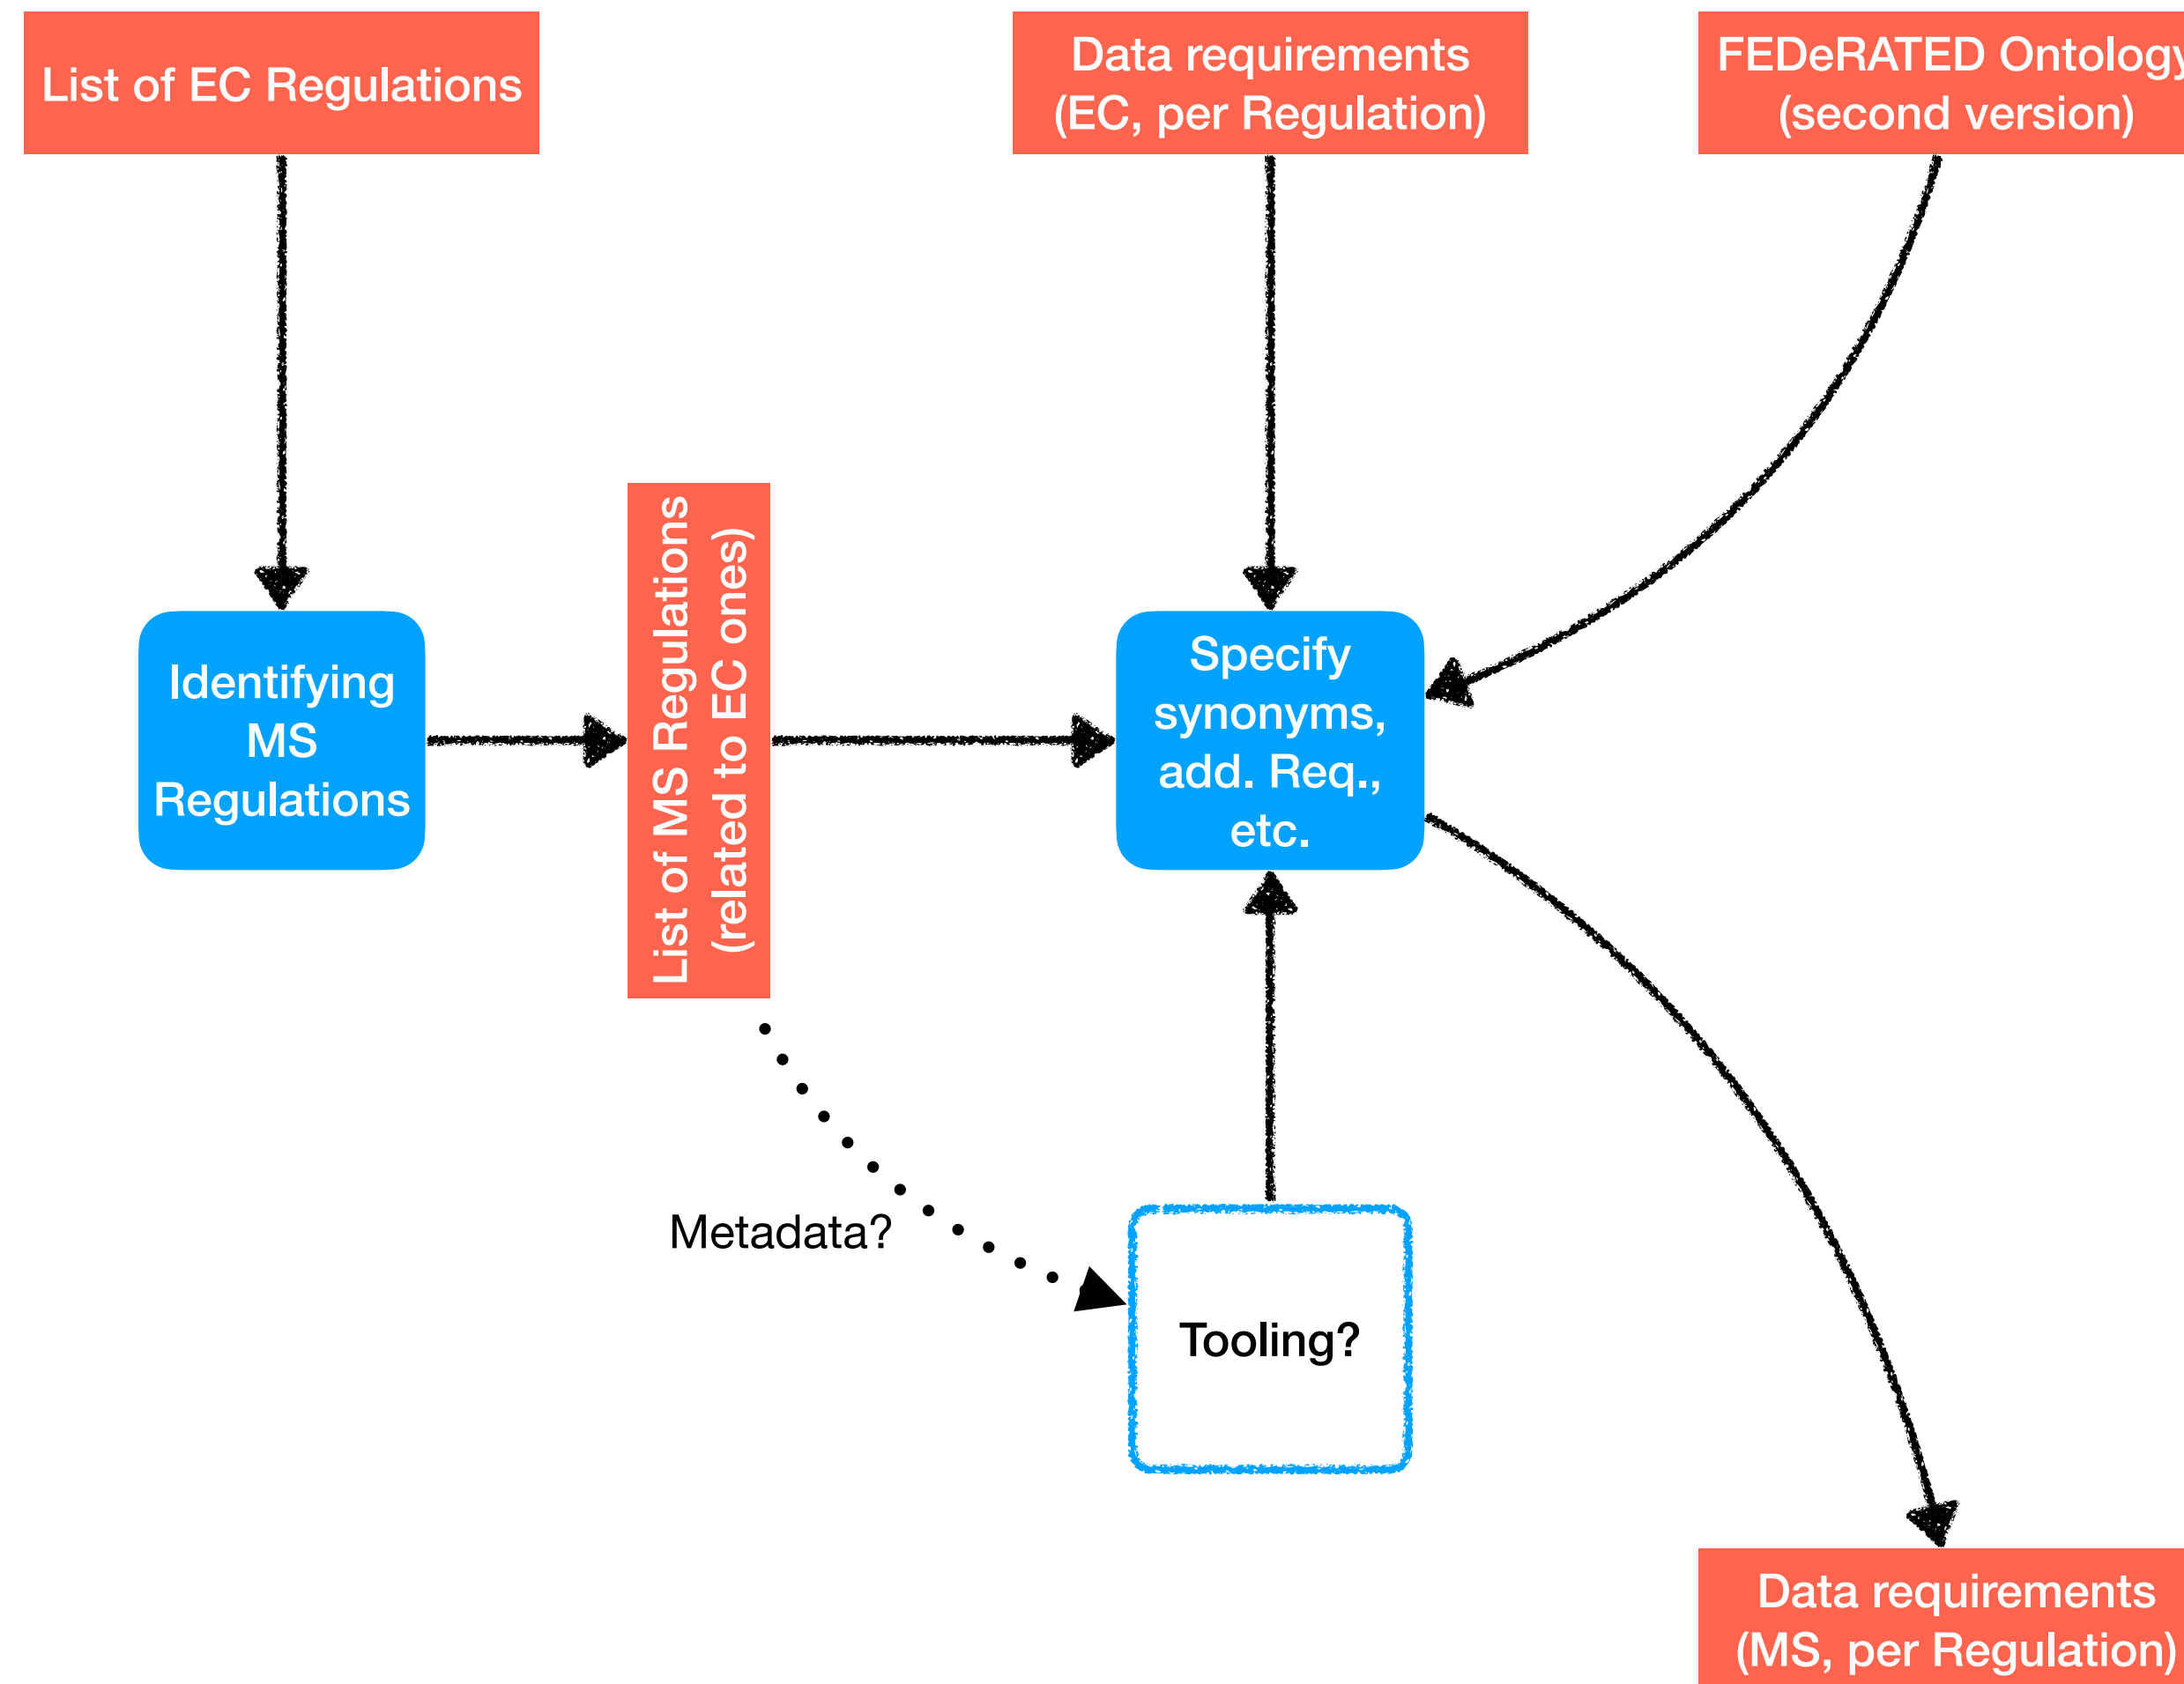 List of EC Regulations
Data requirements
(EC, per Regulation)
FEDeRATED Ontology
(second version)
List of MS Regulations
(related to EC ones)
Identifying
MS
Regulations
Specify
synonyms,
add. Req.,
etc.
Metadata?
Tooling?
Data requirements
(MS, per Regulation)